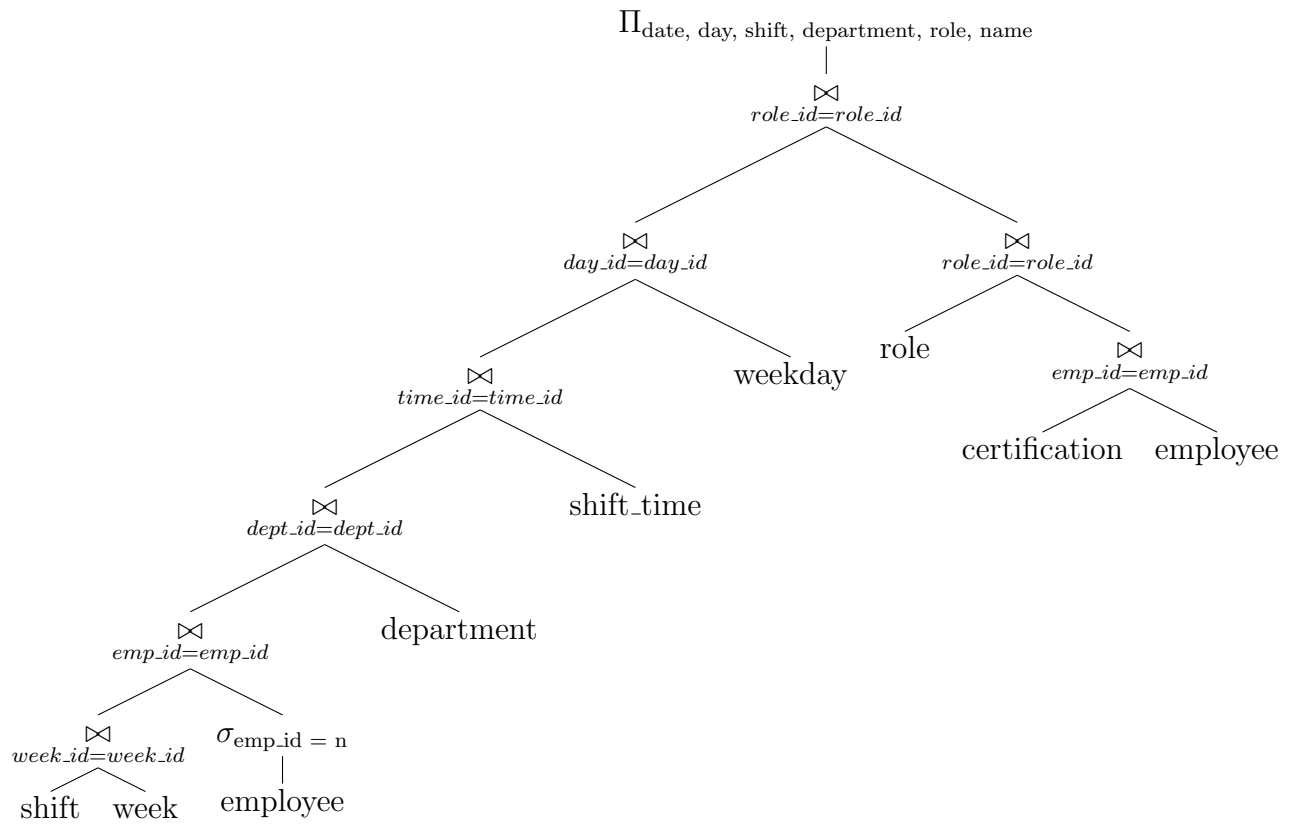 Π date, day, shift, department, role, name
⋈
role_id=role_id
⋈ ⋈
day_id=day_id role_id=role_id
role
⋈
weekday
⋈
time_id=time_id emp_id=emp_id
certification employee
⋈
shift_time
dept_id=dept_id
⋈
department
emp_id=emp_id
⋈
σ emp_id = n
week_id=week_id
shift week employee